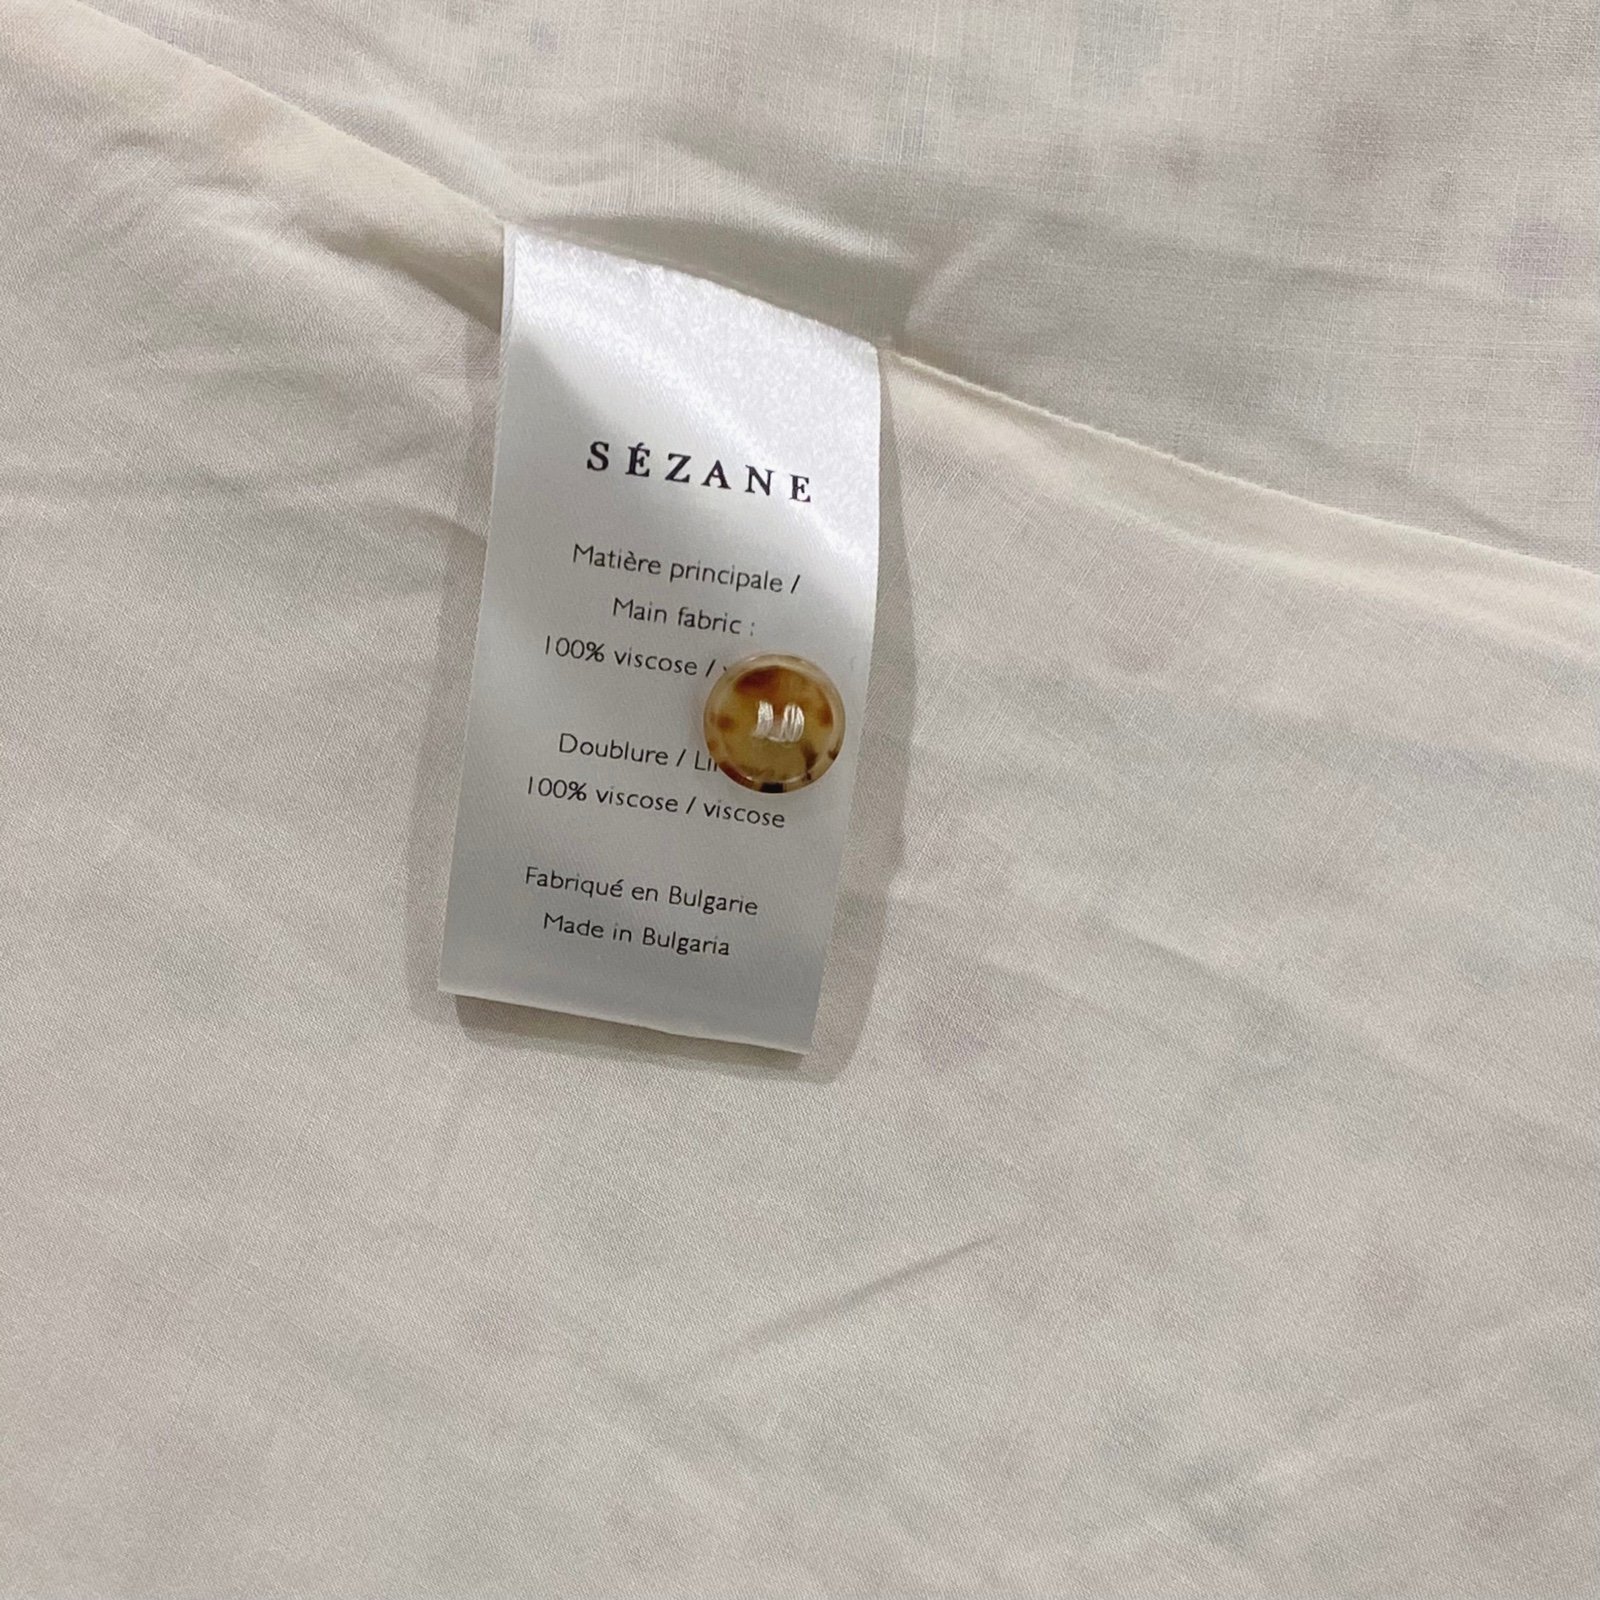 SÉZANE
Matière principale /
Main fabric :
100% viscose /
Doublure /
100% viscose / viscose
Fabriqué en Bulgarie
Made in Bulgaria